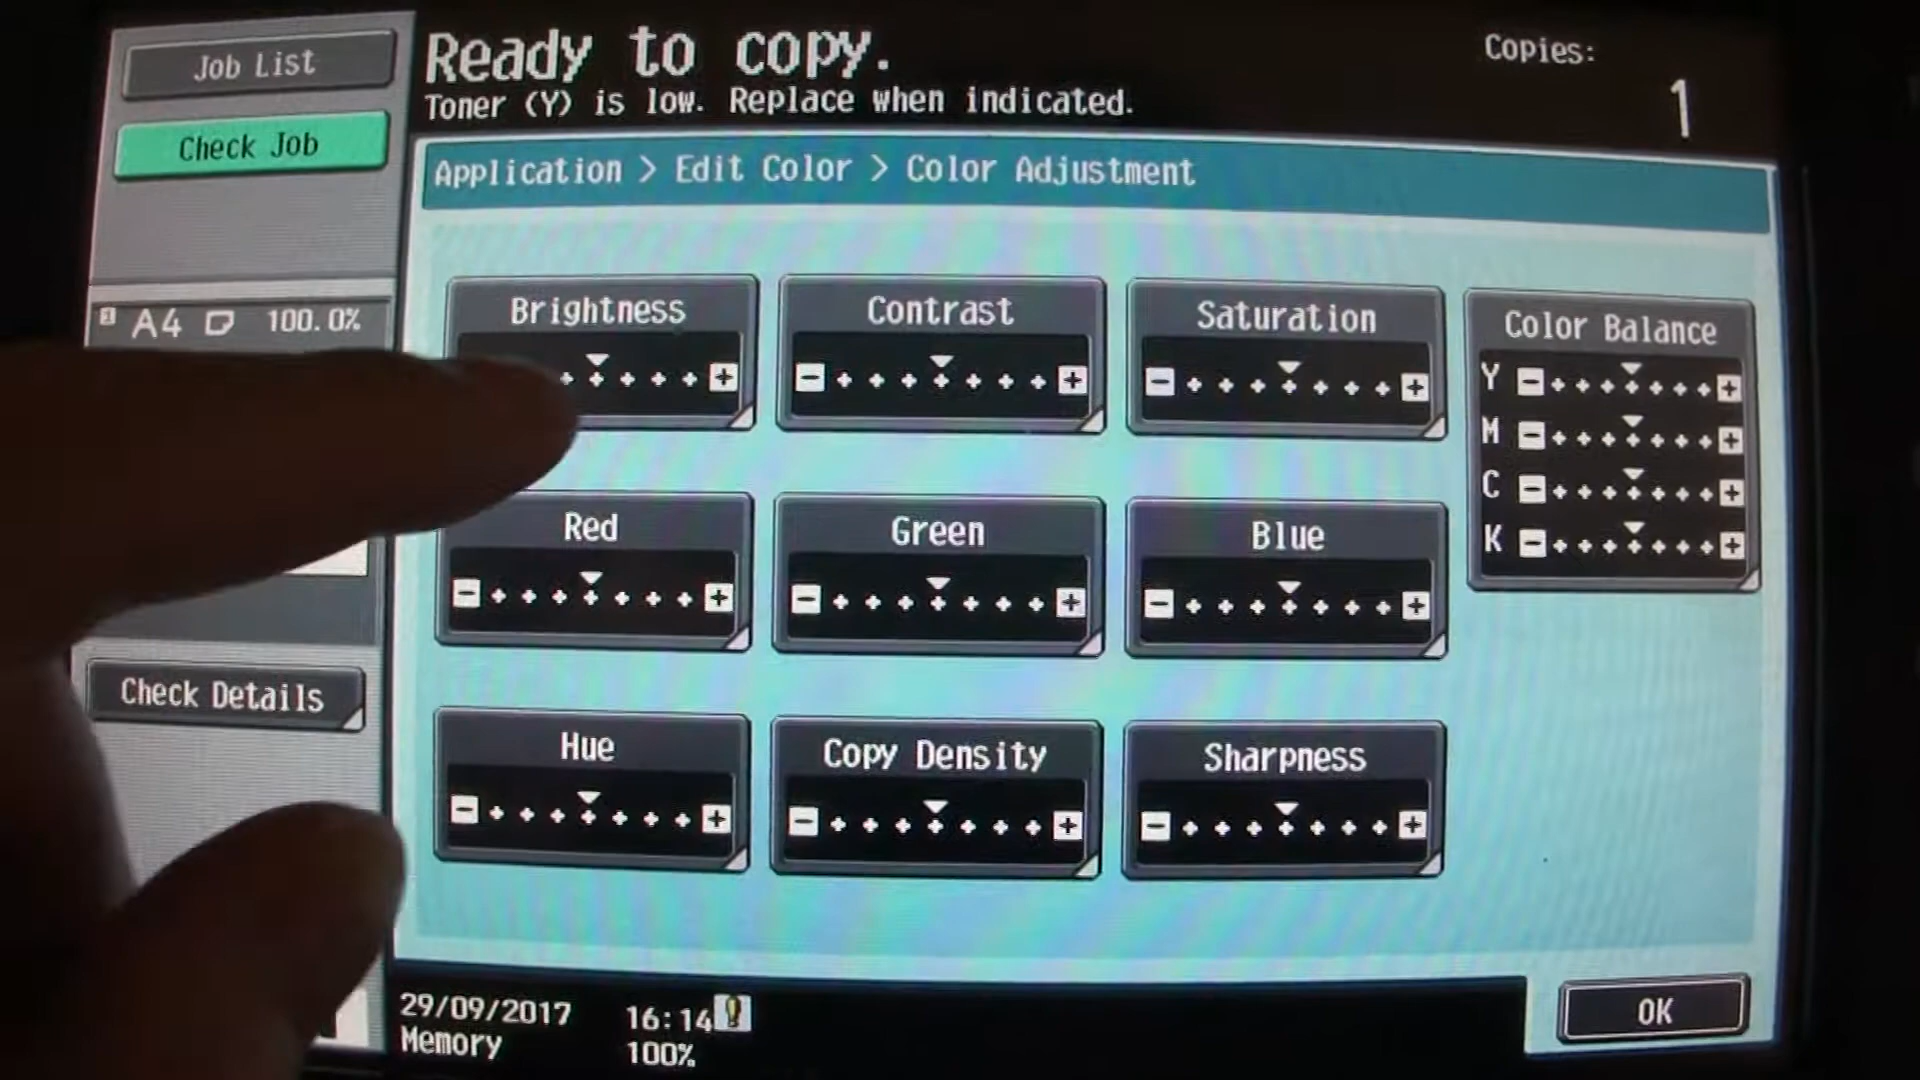 Job List
Check Job
1 A4 100.0%
Check Details
Ready to copy.
Toner (Y) is low. Replace when indicated.
Copies:
1
Application > Edit Color > Color Adjustment
Brightness
+
Contrast
- +
Saturation
- +
Color Balance
Y - +
M - +
C - +
K - +
Red
- +
Green
- +
Blue
- +
Hue
- +
Copy Density
- +
Sharpness
- +
29/09/2017 16:14 !
Memory 100%
OK